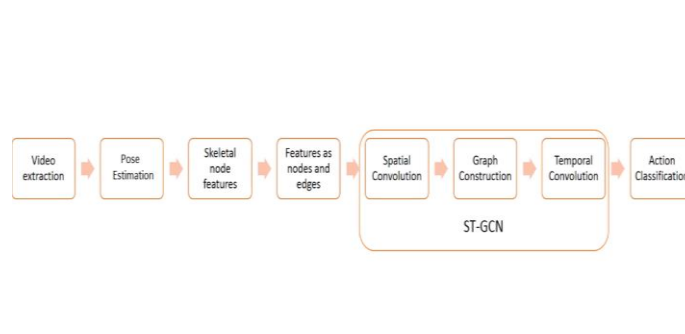 Video
extraction
Pose
Estimation
Skeletal
node
features
Features as
nodes and
edges
Spatial
Convolution
Graph
Construction
Temporal
Convolution
Action
Classification
ST-GCN